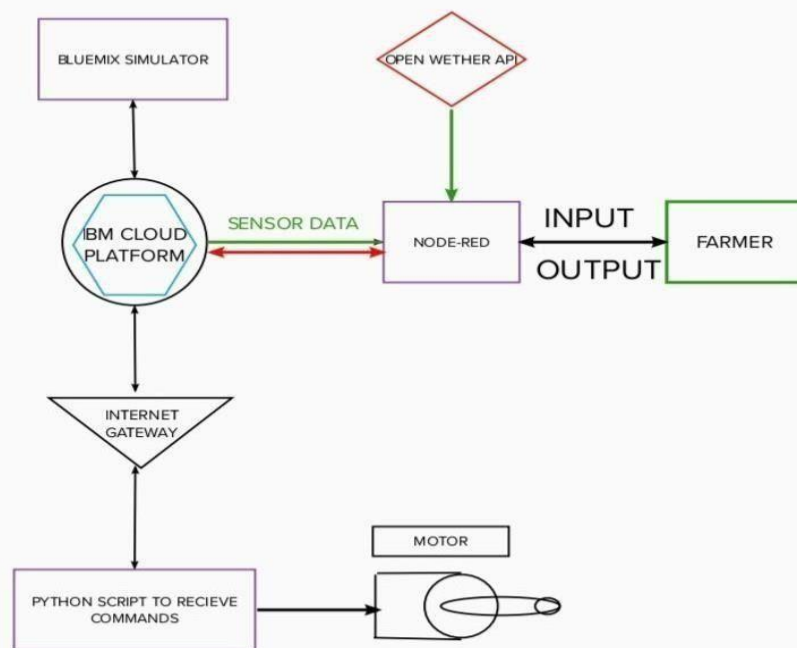 BLUEMIX SIMULATOR
OPEN WETHER API
IBM CLOUD
PLATFORM
SENSOR DATA
NODE-RED
INPUT
OUTPUT
FARMER
INTERNET
GATEWAY
MOTOR
PYTHON SCRIPT TO RECIEVE
COMMANDS